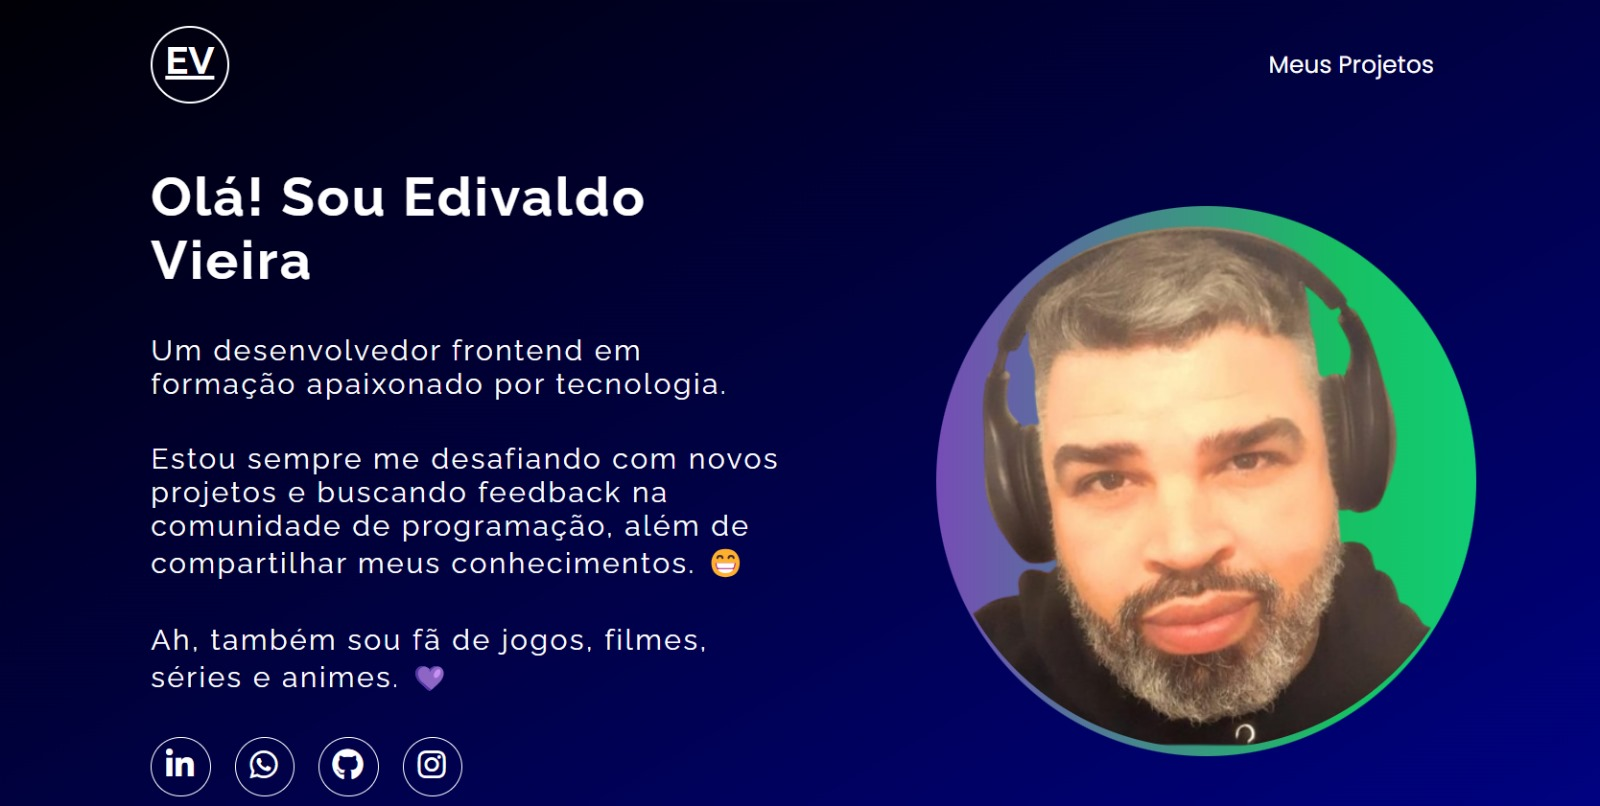 EV
Meus Projetos
Olá! Sou Edivaldo
Vieira
Um desenvolvedor frontend em
formação apaixonado por tecnologia.
Estou sempre me desafiando com novos
projetos e buscando feedback na
comunidade de programação, além de
compartilhar meus conhecimentos. 😁
Ah, também sou fã de jogos, filmes,
séries e animes. 💜
in